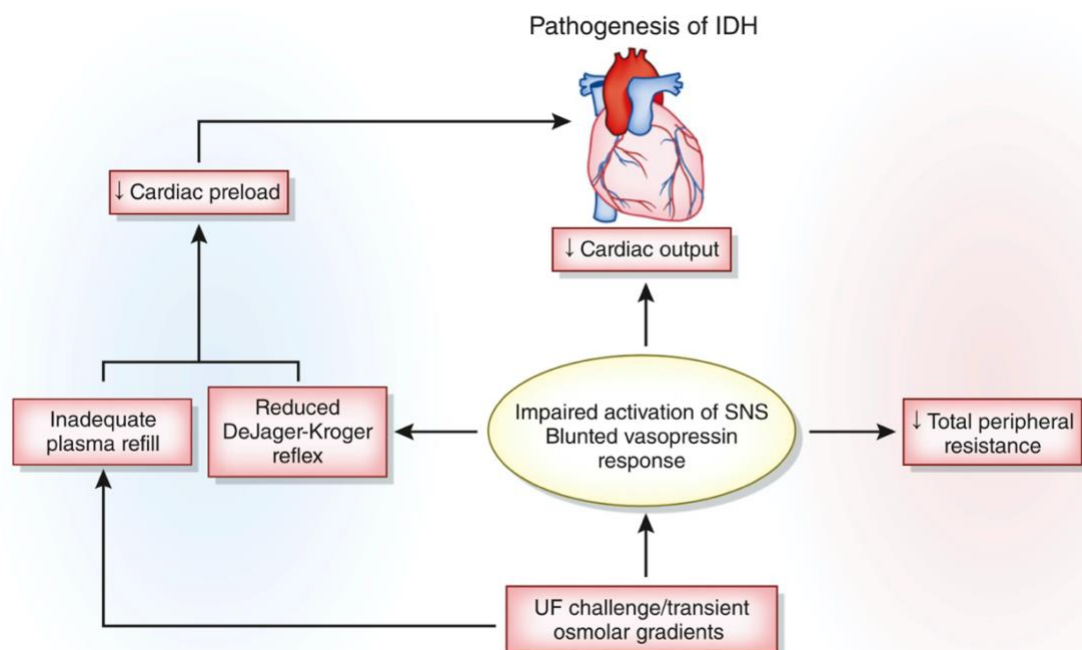 Pathogenesis of IDH
↓ Cardiac preload
↓ Cardiac output
Inadequate
plasma refill
Reduced
DeJager-Kroger
reflex
Impaired activation of SNS
Blunted vasopressin
response
↓ Total peripheral
resistance
UF challenge/transient
osmolar gradients